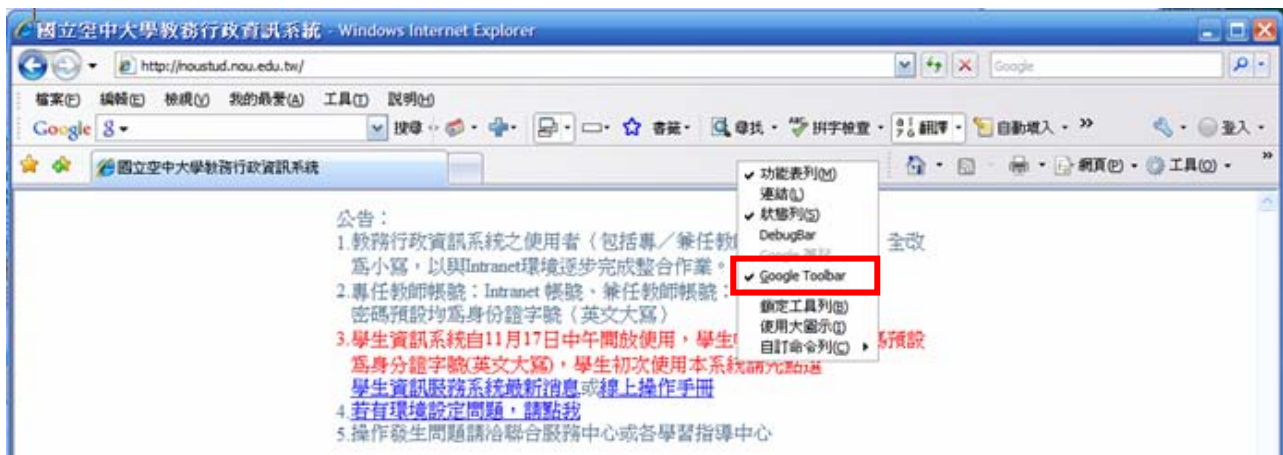 國立空中大學教務行政資訊系統 - Windows Internet Explorer
http://noustud.nou.edu.tw/
Google
檔案(F) 編輯(E) 檢視(V) 我的最愛(A) 工具(T) 說明(H)
Google 搜尋 書籤 尋找 拼字檢查 翻譯 自動填入 » 登入
國立空中大學教務行政資訊系統 網頁(P) 工具(O) »
功能表列(M)
連結(L)
狀態列(S)
DebugBar
Google Toolbar
鎖定工具列(B)
使用大圖示(I)
自訂命令列(C)
公告：
1.教務行政資訊系統之使用者（包括專／兼任教 全改
為小寫，以與Intranet環境逐步完成整合作業。
2.專任教師帳號：Intranet 帳號、兼任教師帳號：
密碼預設均為身份證字號（英文大寫）
3.學生資訊系統自11月17日中午開放使用，學生 預設
為身分證字號(英文大寫)，學生初次使用本系統請先點選
學生資訊服務系統最新消息或線上操作手冊
4.若有環境設定問題，請點我
5.操作發生問題請洽聯合服務中心或各學習指導中心